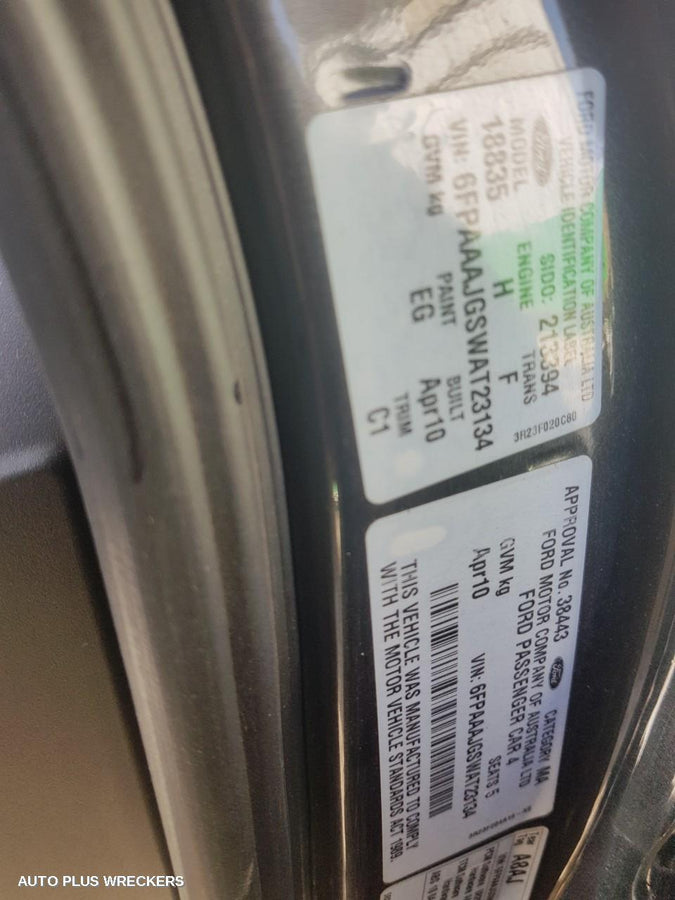 FORD MOTOR COMPANY OF AUSTRALIA LTD
VEHICLE IDENTIFICATION LABEL
Ford SIDO: 213394
MODEL ENGINE TRANS
18835 H F
VIN: 6FPAAAJGSWAT23134
GVM kg PAINT BUILT TRIM
EG Apr10 C1
3R23F020C80
APPROVAL No. 38443 Ford CATEGORY MA
FORD MOTOR COMPANY OF AUSTRALIA LTD
FORD PASSENGER CAR 4
GVM kg SEATS 5
Apr10 VIN: 6FPAAAJGSWAT23134
THIS VEHICLE WAS MANUFACTURED TO COMPLY
WITH THE MOTOR VEHICLE STANDARDS ACT 1989.
A8AJ
AUTO PLUS WRECKERS